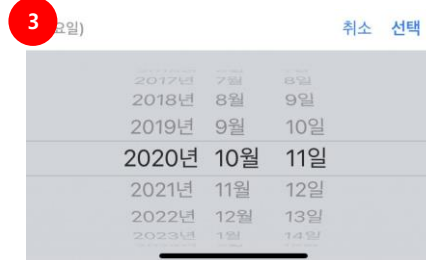 3
요일)
취소 선택
2017년 7월 8일
2018년 8월 9일
2019년 9월 10일
2020년 10월 11일
2021년 11월 12일
2022년 12월 13일
2023년 1월 14일